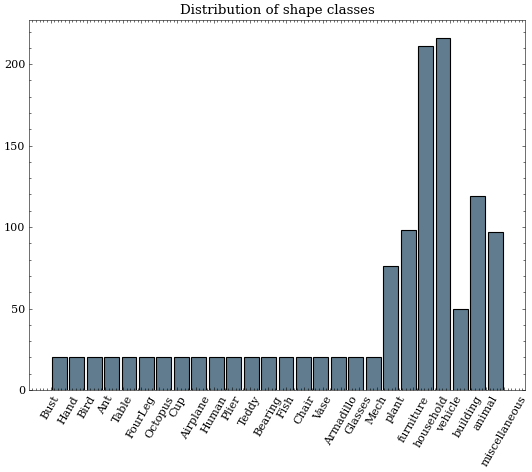 Distribution of shape classes
200
150
100
50
0
Bust
Hand
Bird
Ant
Table
FourLeg
Octopus
Cup
Airplane
Human
Plier
Teddy
Bearing
Fish
Chair
Vase
Armadillo
Glasses
Mech
plant
furniture
household
vehicle
building
animal
miscellaneous